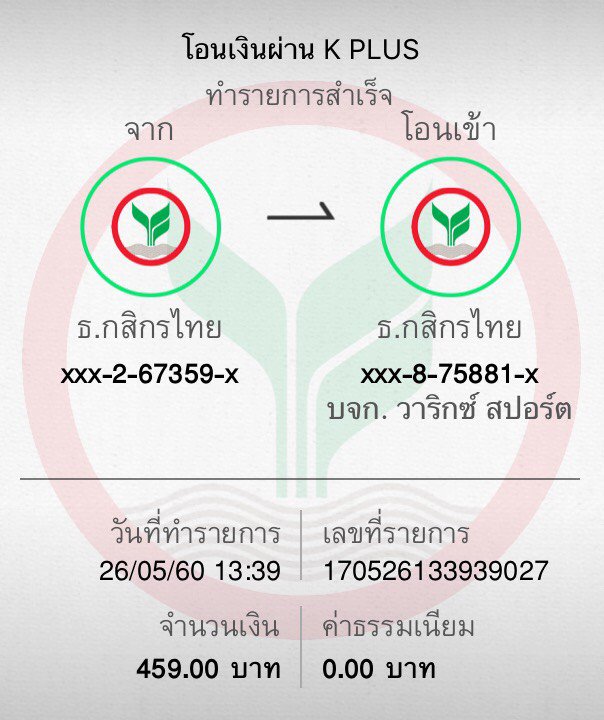 โอนเงินผ่าน K PLUS
ทำรายการสำเร็จ
จาก
โอนเข้า
ธ.กสิกรไทย
xxx-2-67359-x
ธ.กสิกรไทย
xxx-8-75881-x
บจก. วาริกซ์ สปอร์ต
วันที่ทำรายการ
26/05/60 13:39
เลขที่รายการ
170526133939027
จำนวนเงิน
459.00 บาท
ค่าธรรมเนียม
0.00 บาท